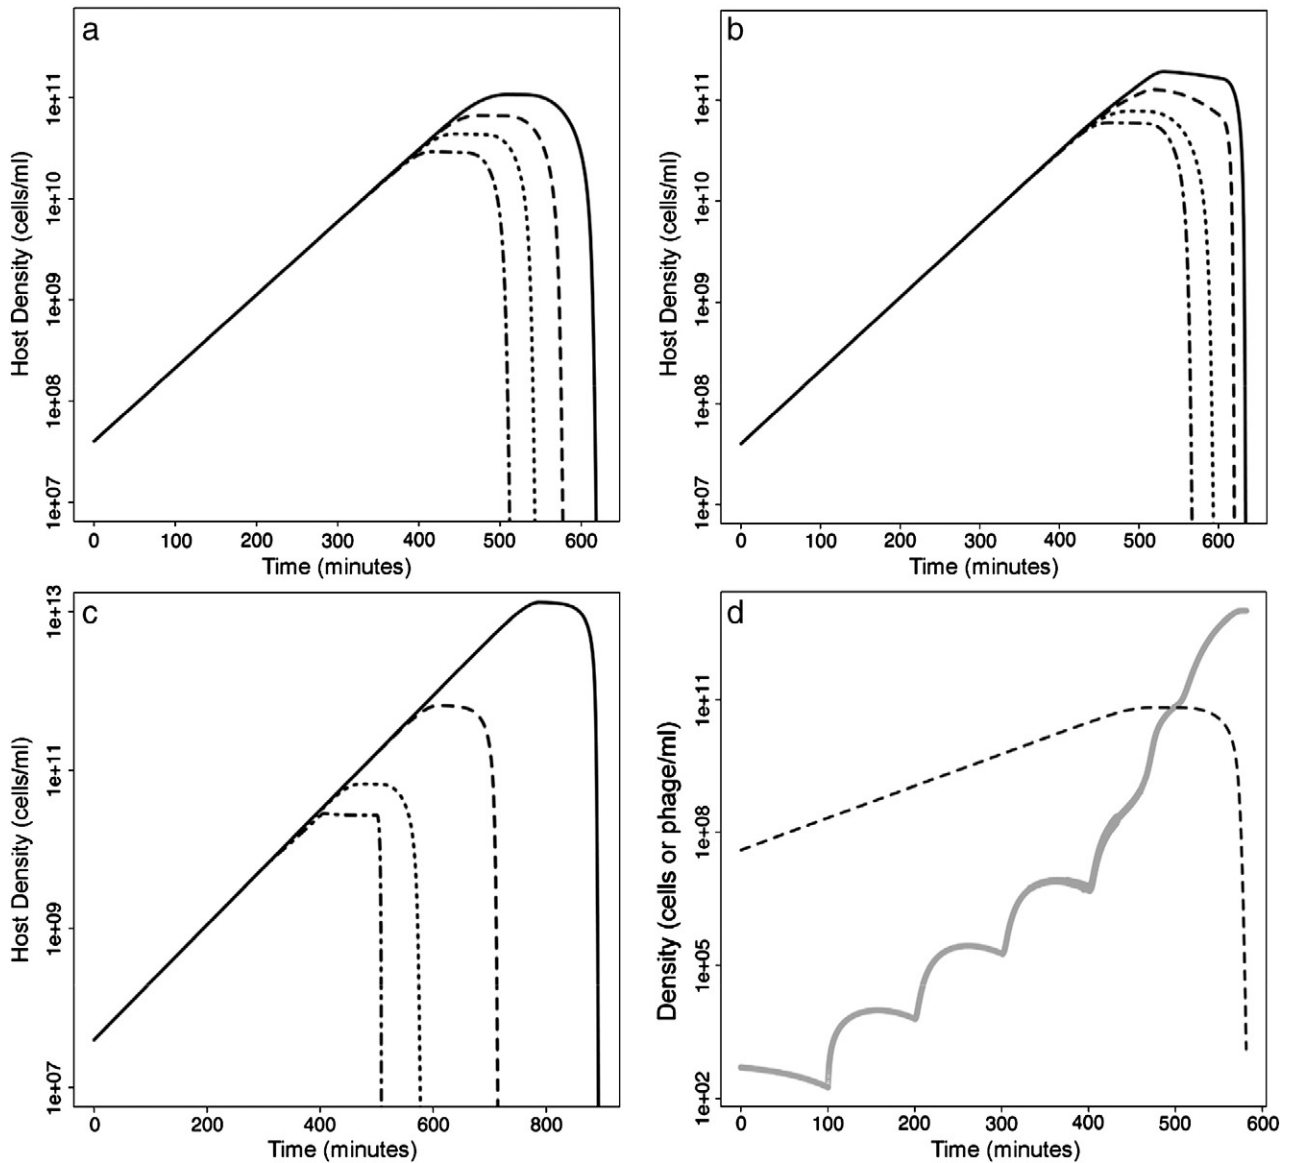 a
Host Density (cells/ml)
1e+11
1e+10
1e+09
1e+08
1e+07
0 100 200 300 400 500 600
Time (minutes)
b
Host Density (cells/ml)
1e+11
1e+10
1e+09
1e+08
1e+07
0 100 200 300 400 500 600
Time (minutes)
c
Host Density (cells/ml)
1e+13
1e+11
1e+09
1e+07
0 200 400 600 800
Time (minutes)
d
Density (cells or phage/ml)
1e+11
1e+08
1e+05
1e+02
0 100 200 300 400 500 600
Time (minutes)